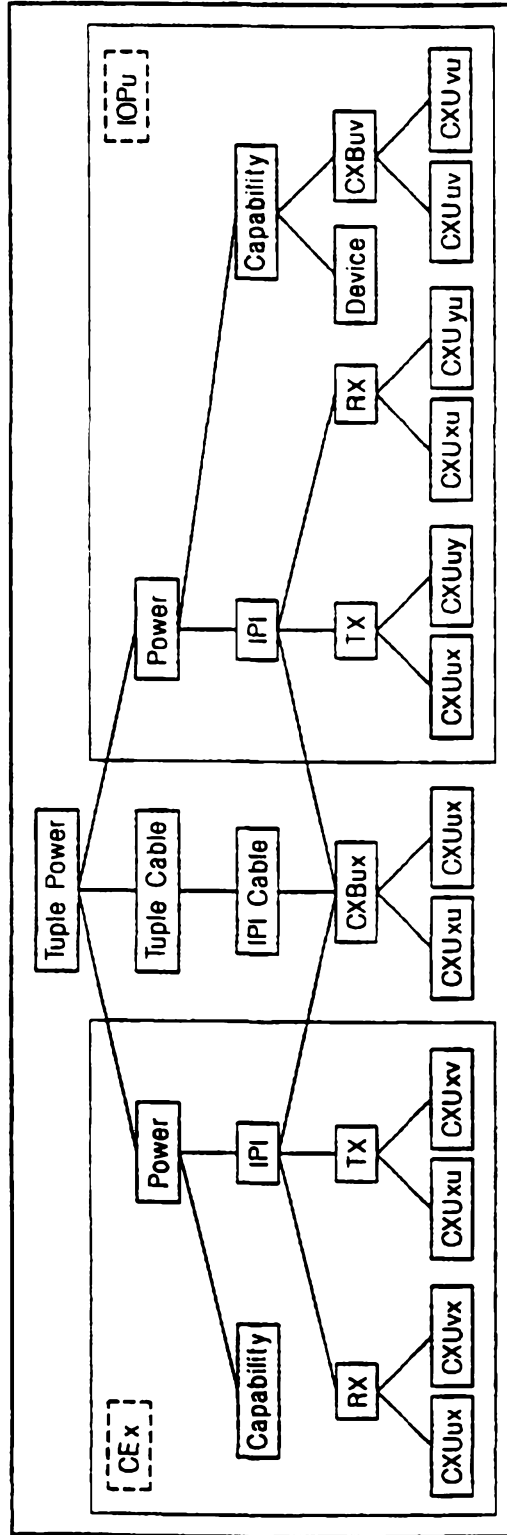 Tuple Power
CEx
IOPu
Power
Tuple Cable
Power
Capability
IPI
IPI Cable
IPI
Capability
RX
TX
CXBux
TX
RX
Device
CXBuv
CXUux
CXUvx
CXUxu
CXUxv
CXUxu
CXUux
CXUux
CXUuy
CXUxu
CXUyu
CXUuv
CXUvu